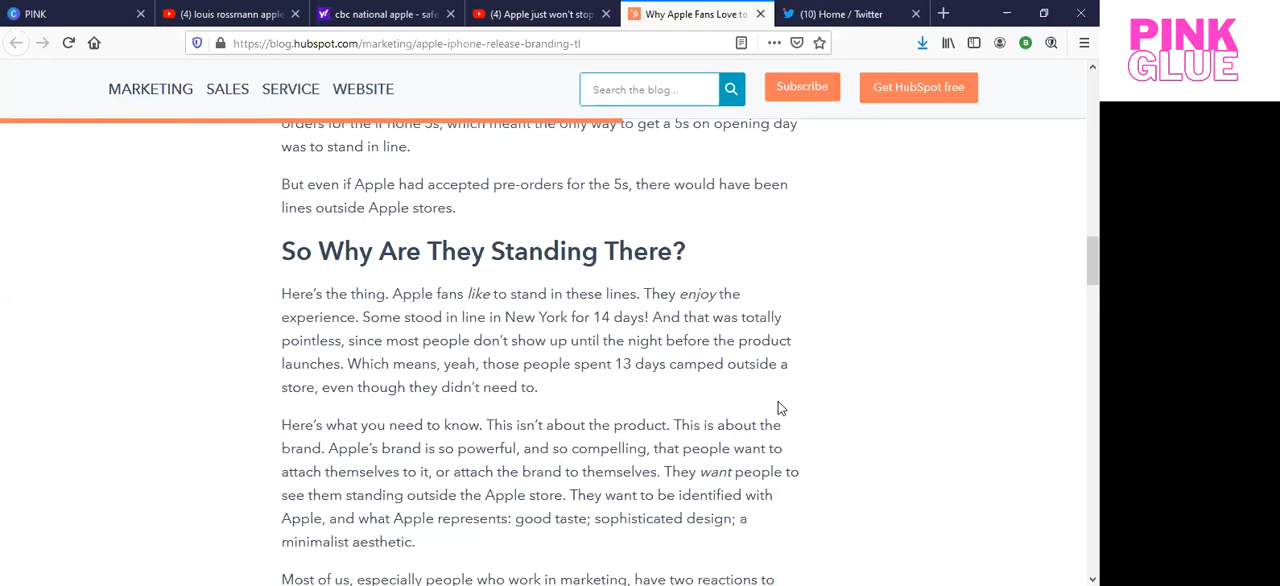 PINK
(4) louis rossmann apple
cbc national apple - safe
(4) Apple just won't stop
Why Apple Fans Love to
(10) Home / Twitter
https://blog.hubspot.com/marketing/apple-iphone-release-branding-tl
PINK
GLUE
MARKETING SALES SERVICE WEBSITE
Search the blog...
Subscribe
Get HubSpot free
orders for the iPhone 5s, which meant the only way to get a 5s on opening day
was to stand in line.
But even if Apple had accepted pre-orders for the 5s, there would have been
lines outside Apple stores.
So Why Are They Standing There?
Here's the thing. Apple fans like to stand in these lines. They enjoy the
experience. Some stood in line in New York for 14 days! And that was totally
pointless, since most people don't show up until the night before the product
launches. Which means, yeah, those people spent 13 days camped outside a
store, even though they didn't need to.
Here's what you need to know. This isn't about the product. This is about the
brand. Apple's brand is so powerful, and so compelling, that people want to
attach themselves to it, or attach the brand to themselves. They want people to
see them standing outside the Apple store. They want to be identified with
Apple, and what Apple represents: good taste; sophisticated design; a
minimalist aesthetic.
Most of us, especially people who work in marketing, have two reactions to